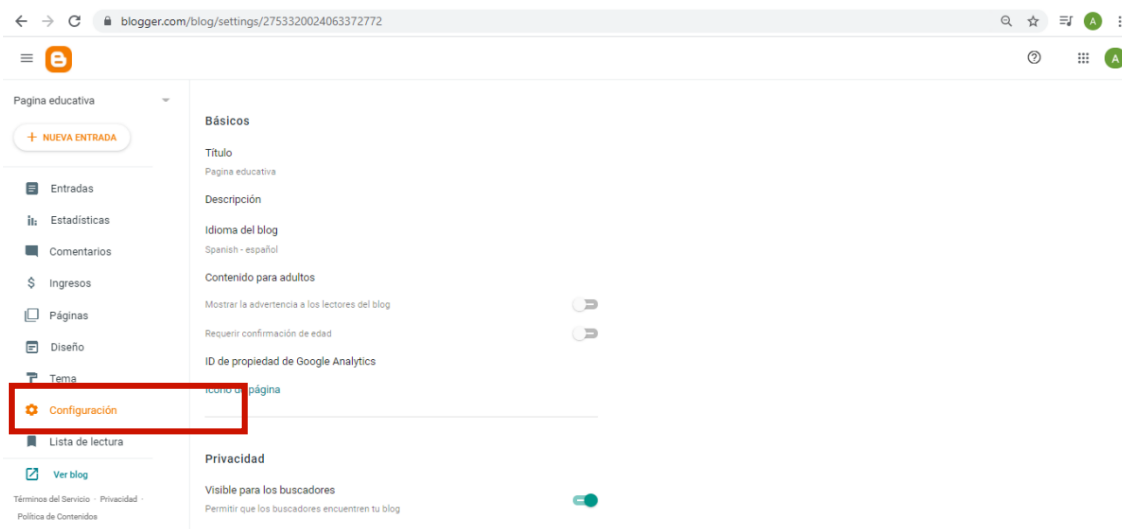 blogger.com/blog/settings/2753320024063372772
A
A
Pagina educativa
+ NUEVA ENTRADA
Entradas
Estadísticas
Comentarios
$ Ingresos
Páginas
Diseño
Tema
Configuración
Lista de lectura
Ver blog
Términos del Servicio · Privacidad ·
Política de Contenidos
Básicos
Título
Pagina educativa
Descripción
Idioma del blog
Spanish - español
Contenido para adultos
Mostrar la advertencia a los lectores del blog
Requerir confirmación de edad
ID de propiedad de Google Analytics
Icono de página
Privacidad
Visible para los buscadores
Permitir que los buscadores encuentren tu blog